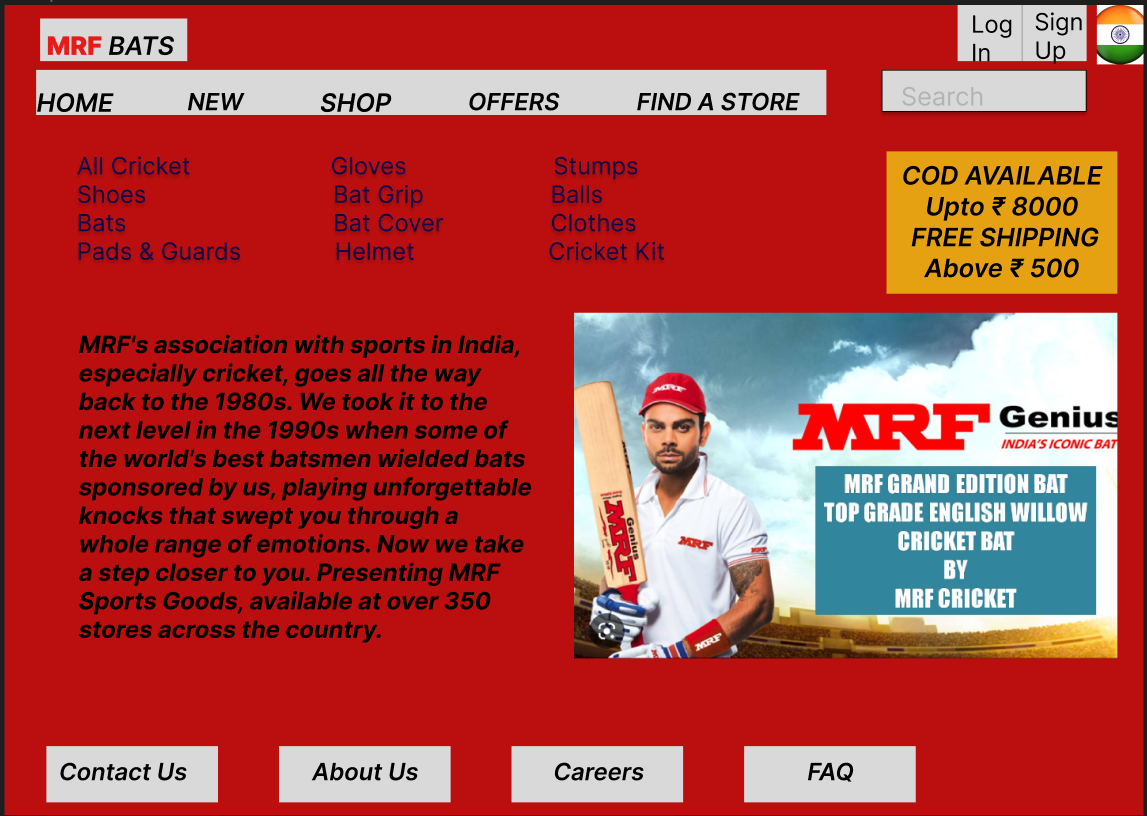 MRF BATS
Log In
Sign Up
HOME NEW SHOP OFFERS FIND A STORE
Search
All Cricket Gloves Stumps
Shoes Bat Grip Balls
Bats Bat Cover Clothes
Pads & Guards Helmet Cricket Kit
COD AVAILABLE
Upto ₹ 8000
FREE SHIPPING
Above ₹ 500
MRF's association with sports in India,
especially cricket, goes all the way
back to the 1980s. We took it to the
next level in the 1990s when some of
the world's best batsmen wielded bats
sponsored by us, playing unforgettable
knocks that swept you through a
whole range of emotions. Now we take
a step closer to you. Presenting MRF
Sports Goods, available at over 350
stores across the country.
MRF
MRF Genius
INDIA'S ICONIC BAT
MRF GRAND EDITION BAT
TOP GRADE ENGLISH WILLOW
CRICKET BAT
BY
MRF CRICKET
Genius
MRF
MRF
MRF
MRF
Contact Us About Us Careers FAQ